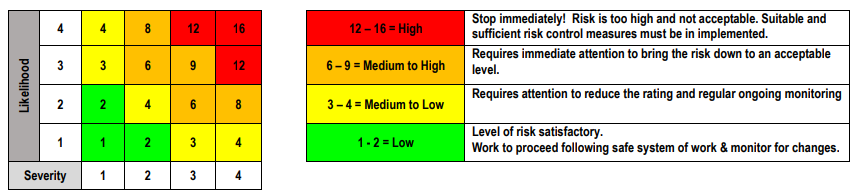 Likelihood
4 4 8 12 16
3 3 6 9 12
2 2 4 6 8
1 1 2 3 4
Severity 1 2 3 4
12 – 16 = High
Stop immediately! Risk is too high and not acceptable. Suitable and
sufficient risk control measures must be in implemented.
6 – 9 = Medium to High
Requires immediate attention to bring the risk down to an acceptable
level.
3 – 4 = Medium to Low
Requires attention to reduce the rating and regular ongoing monitoring
1 - 2 = Low
Level of risk satisfactory.
Work to proceed following safe system of work & monitor for changes.